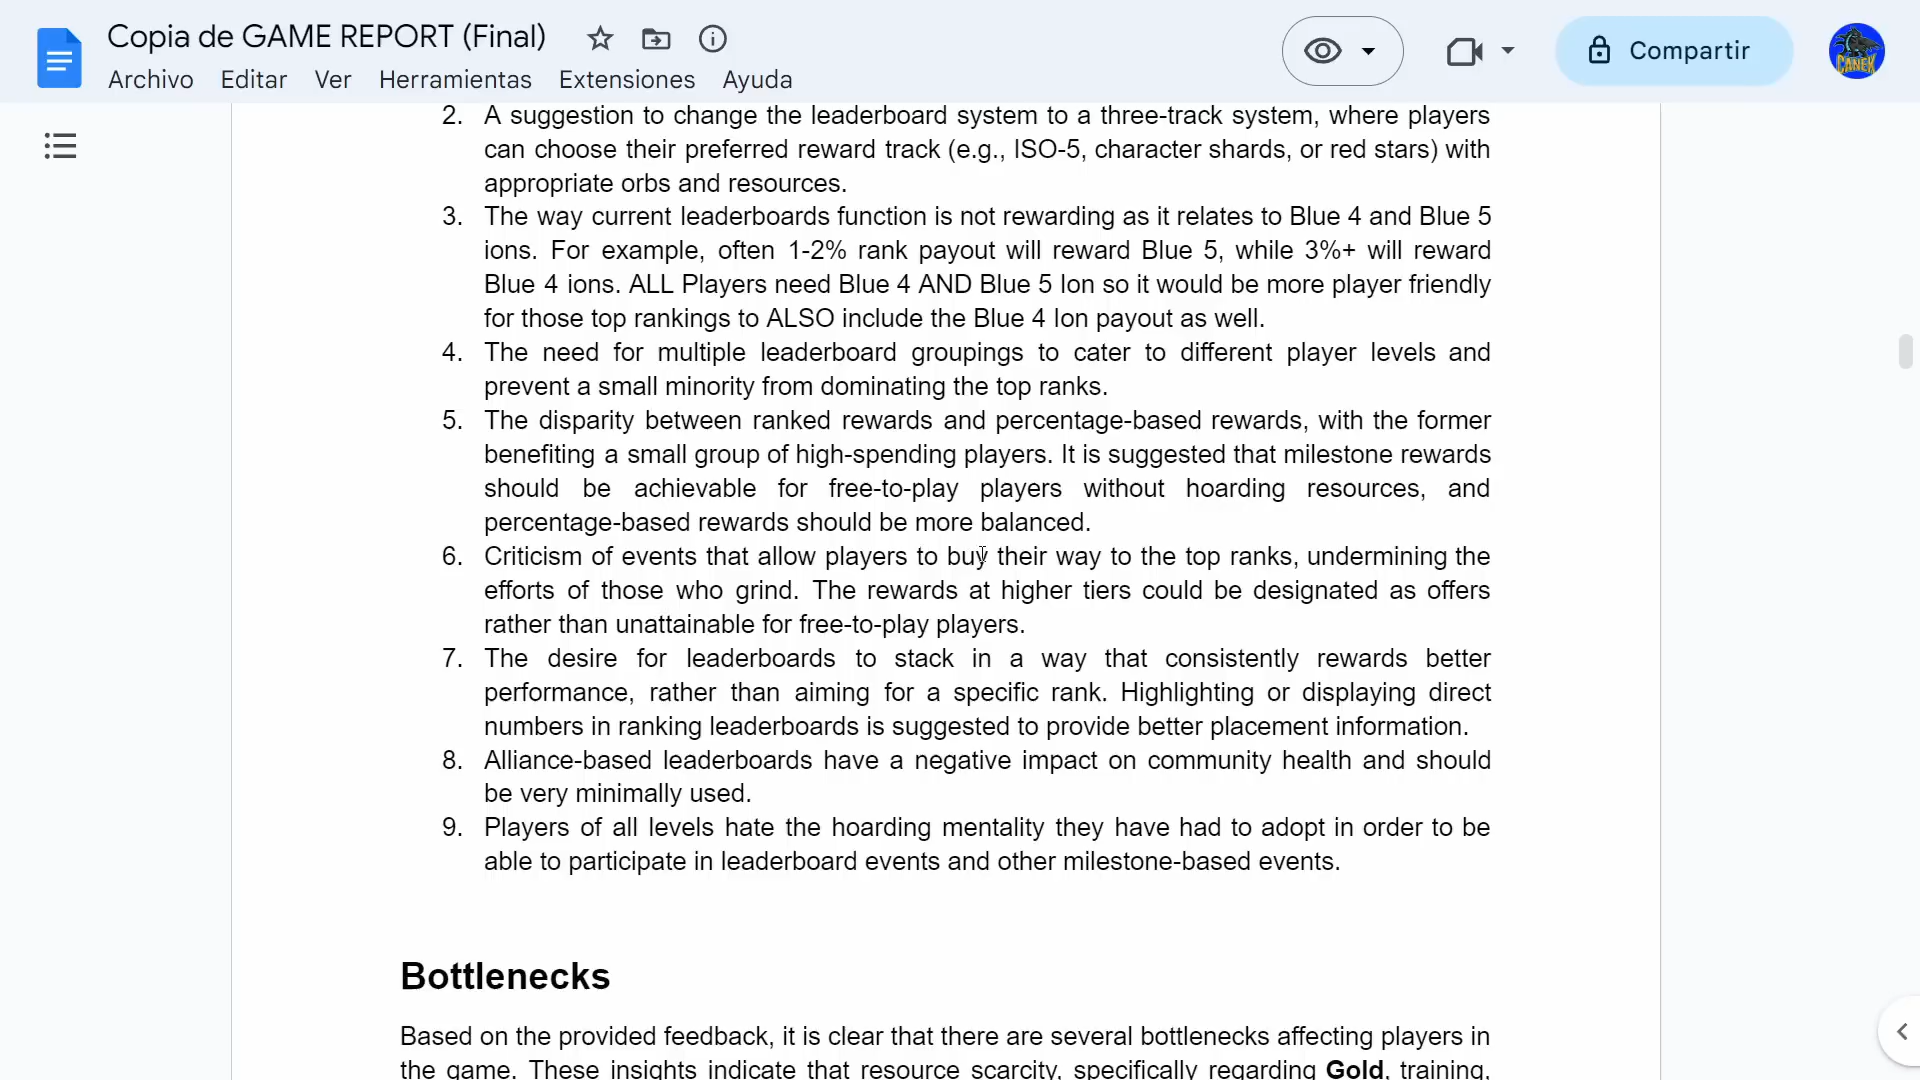 Copia de GAME REPORT (Final)
Archivo Editar Ver Herramientas Extensiones Ayuda
Compartir
CANEK
2. A suggestion to change the leaderboard system to a three-track system, where players
can choose their preferred reward track (e.g., ISO-5, character shards, or red stars) with
appropriate orbs and resources.
3. The way current leaderboards function is not rewarding as it relates to Blue 4 and Blue 5
ions. For example, often 1-2% rank payout will reward Blue 5, while 3%+ will reward
Blue 4 ions. ALL Players need Blue 4 AND Blue 5 Ion so it would be more player friendly
for those top rankings to ALSO include the Blue 4 Ion payout as well.
4. The need for multiple leaderboard groupings to cater to different player levels and
prevent a small minority from dominating the top ranks.
5. The disparity between ranked rewards and percentage-based rewards, with the former
benefiting a small group of high-spending players. It is suggested that milestone rewards
should be achievable for free-to-play players without hoarding resources, and
percentage-based rewards should be more balanced.
6. Criticism of events that allow players to buy their way to the top ranks, undermining the
efforts of those who grind. The rewards at higher tiers could be designated as offers
rather than unattainable for free-to-play players.
7. The desire for leaderboards to stack in a way that consistently rewards better
performance, rather than aiming for a specific rank. Highlighting or displaying direct
numbers in ranking leaderboards is suggested to provide better placement information.
8. Alliance-based leaderboards have a negative impact on community health and should
be very minimally used.
9. Players of all levels hate the hoarding mentality they have had to adopt in order to be
able to participate in leaderboard events and other milestone-based events.
Bottlenecks
Based on the provided feedback, it is clear that there are several bottlenecks affecting players in
the game. These insights indicate that resource scarcity, specifically regarding Gold, training,